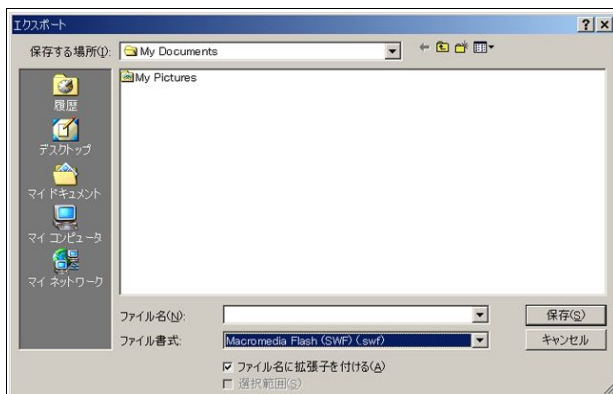 エクスポート
保存する場所(I): My Documents
My Pictures
履歴
デスクトップ
マイ ドキュメント
マイ コンピュータ
マイ ネットワーク
ファイル名(N):
保存(S)
ファイル書式:
Macromedia Flash (SWF) (.swf)
キャンセル
ファイル名に拡張子を付ける(A)
選択範囲(S)